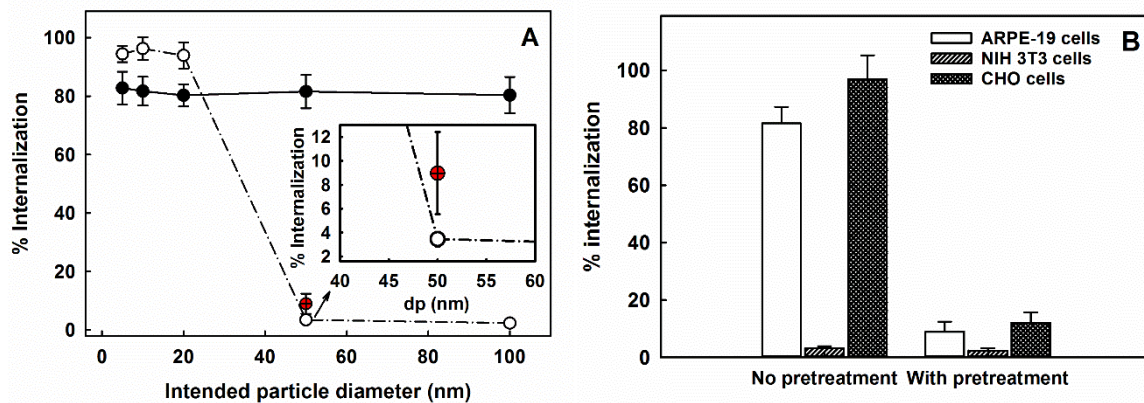 A
% Internalization
100
80
60
40
20
0
0 20 40 60 80 100
Intended particle diameter (nm)
% Internalization
12
10
8
6
4
2
40 45 50 55 60
dp (nm)
B
ARPE-19 cells
NIH 3T3 cells
CHO cells
% internalization
100
80
60
40
20
0
No pretreatment With pretreatment